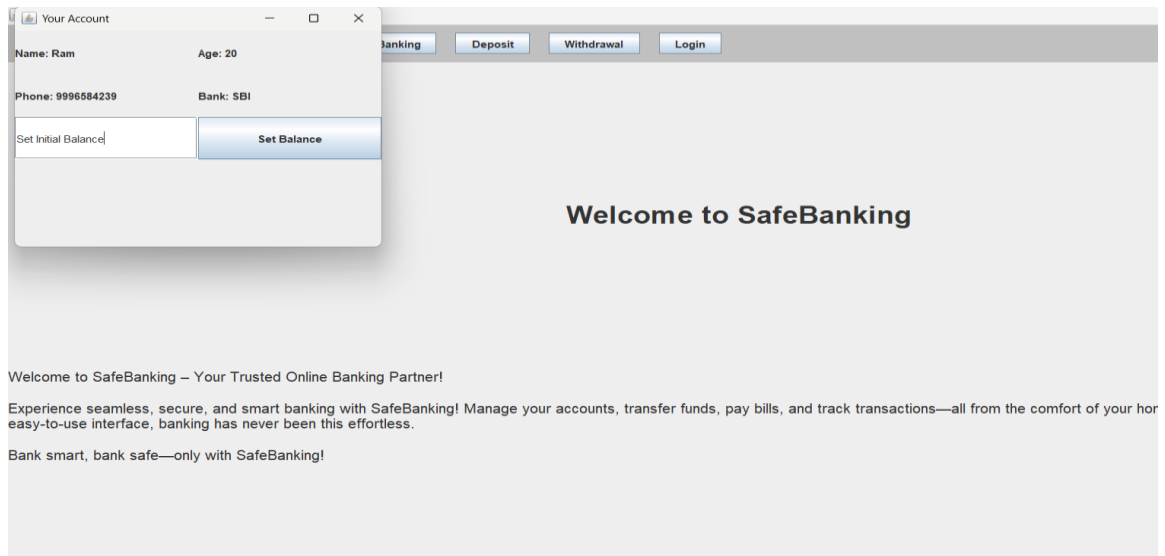 Your Account
Name: Ram Age: 20
Phone: 9996584239 Bank: SBI
Set Initial Balance Set Balance
Banking Deposit Withdrawal Login
Welcome to SafeBanking
Welcome to SafeBanking – Your Trusted Online Banking Partner!
Experience seamless, secure, and smart banking with SafeBanking! Manage your accounts, transfer funds, pay bills, and track transactions—all from the comfort of your
easy-to-use interface, banking has never been this effortless.
Bank smart, bank safe—only with SafeBanking!